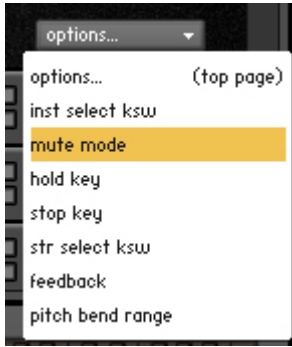 options...
options... (top page)
inst select ksw
mute mode
hold key
stop key
str select ksw
feedback
pitch bend range